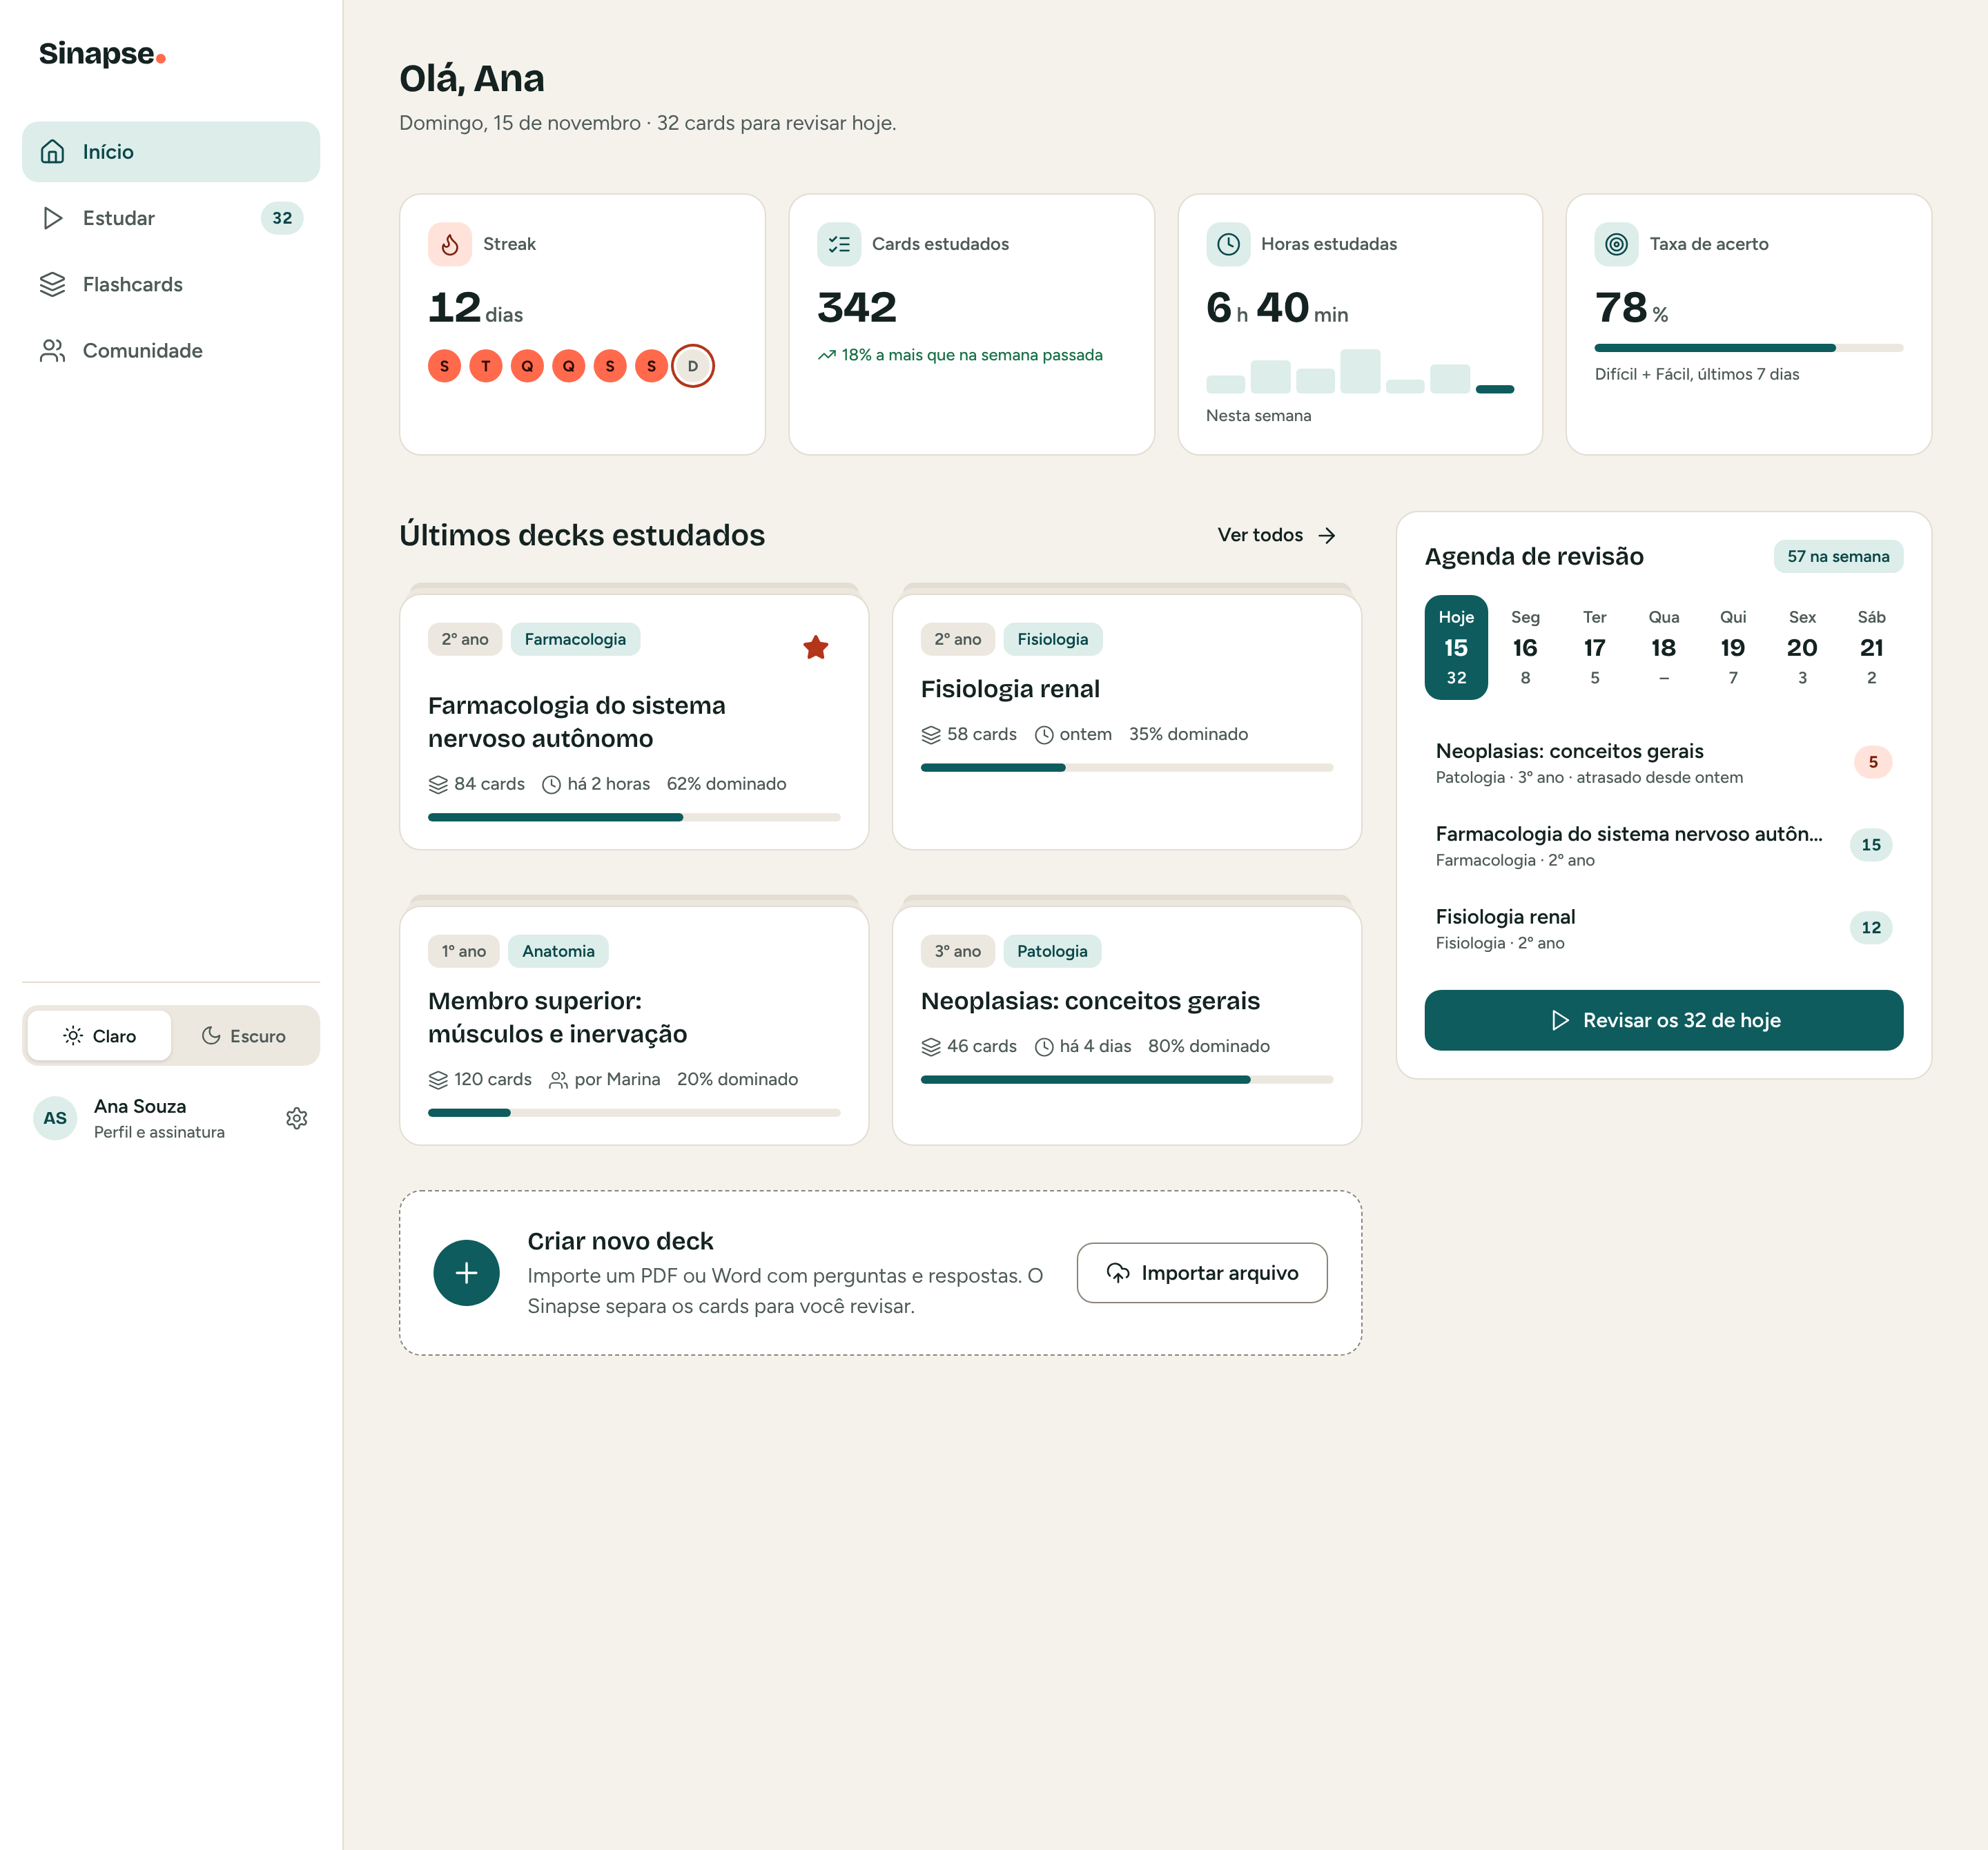 Sinapse.
Início
Estudar
32
Flashcards
Comunidade
Claro
Escuro
AS
Ana Souza
Perfil e assinatura
Olá, Ana
Domingo, 15 de novembro · 32 cards para revisar hoje.
Streak
12 dias
S T Q Q S S D
Cards estudados
342
18% a mais que na semana passada
Horas estudadas
6 h 40 min
Nesta semana
Taxa de acerto
78 %
Difícil + Fácil, últimos 7 dias
Últimos decks estudados
Ver todos
2º ano
Farmacologia
Farmacologia do sistema
nervoso autônomo
84 cards
há 2 horas
62% dominado
2º ano
Fisiologia
Fisiologia renal
58 cards
ontem
35% dominado
1º ano
Anatomia
Membro superior:
músculos e inervação
120 cards
por Marina
20% dominado
3º ano
Patologia
Neoplasias: conceitos gerais
46 cards
há 4 dias
80% dominado
Criar novo deck
Importe um PDF ou Word com perguntas e respostas. O
Sinapse separa os cards para você revisar.
Importar arquivo
Agenda de revisão
57 na semana
Hoje Seg Ter Qua Qui Sex Sáb
15 16 17 18 19 20 21
32 8 5 – 7 3 2
Neoplasias: conceitos gerais
Patologia · 3º ano · atrasado desde ontem
5
Farmacologia do sistema nervoso autôn...
Farmacologia · 2º ano
15
Fisiologia renal
Fisiologia · 2º ano
12
Revisar os 32 de hoje